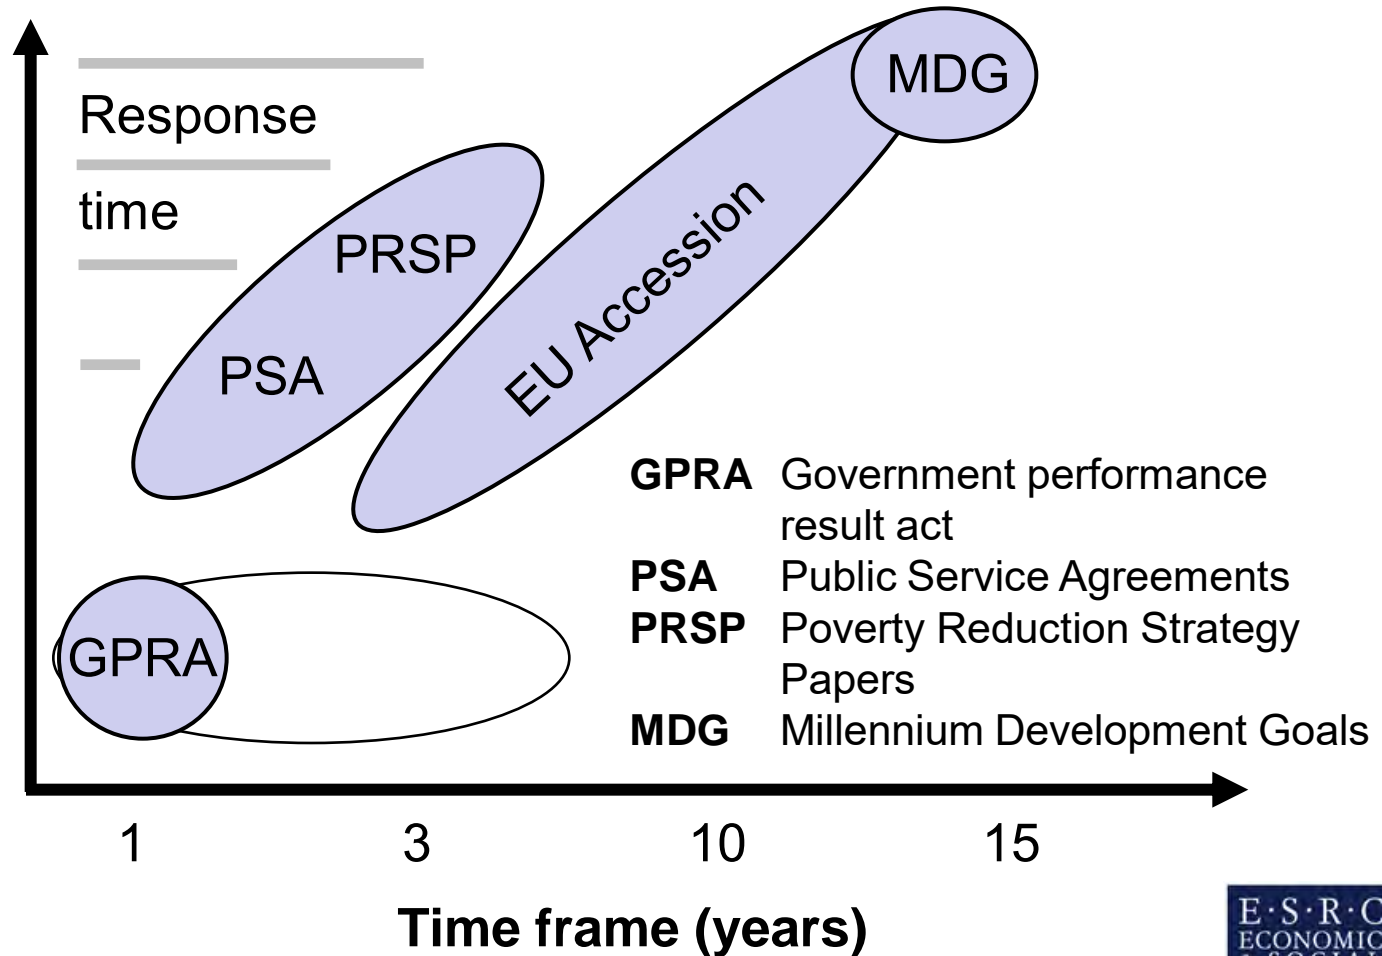 MDG
Response
time
PRSP
EU Accession
PSA
GPRA Government performance
result act
PSA Public Service Agreements
PRSP Poverty Reduction Strategy
Papers
MDG Millennium Development Goals
GPRA
1 3 10 15
Time frame (years)
E·S·R·C
ECONOMIC
& SOCIAL